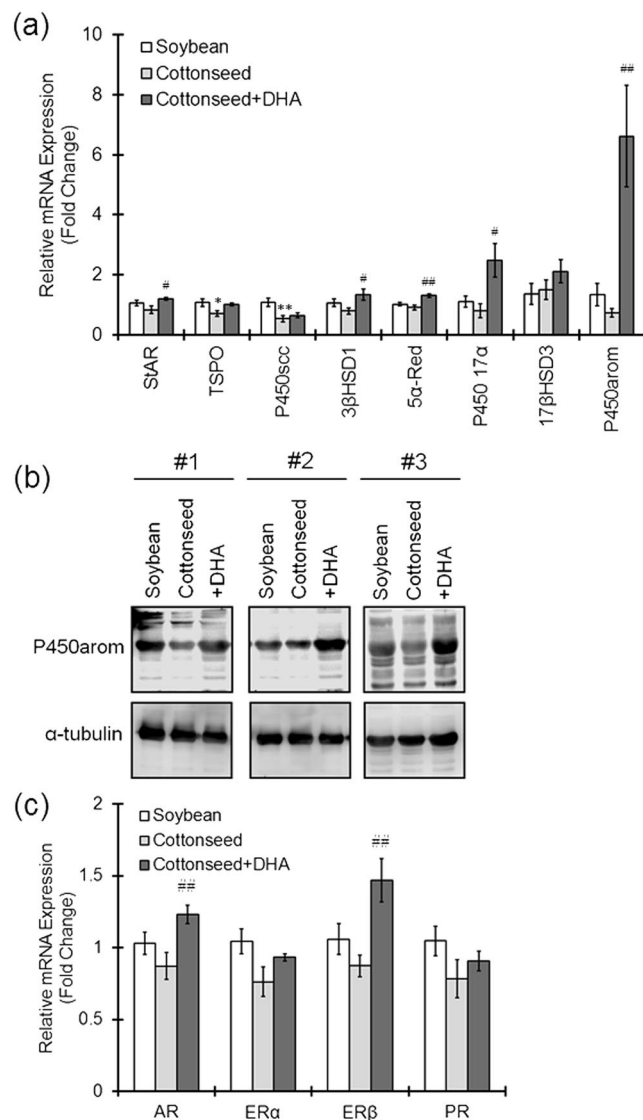 (a)
Relative mRNA Expression
(Fold Change)
10
8
6
4
2
0
Soybean
Cottonseed
Cottonseed+DHA
#
*
**
#
##
#
##
StAR
TSPO
P450scc
3βHSD1
5α-Red
P450 17α
17βHSD3
P450arom
(b)
#1
#2
#3
Soybean
Cottonseed
+DHA
Soybean
Cottonseed
+DHA
Soybean
Cottonseed
+DHA
P450arom
α-tubulin
(c)
Relative mRNA Expression
(Fold Change)
2
1.5
1
0.5
0
Soybean
Cottonseed
Cottonseed+DHA
##
##
AR
ERα
ERβ
PR